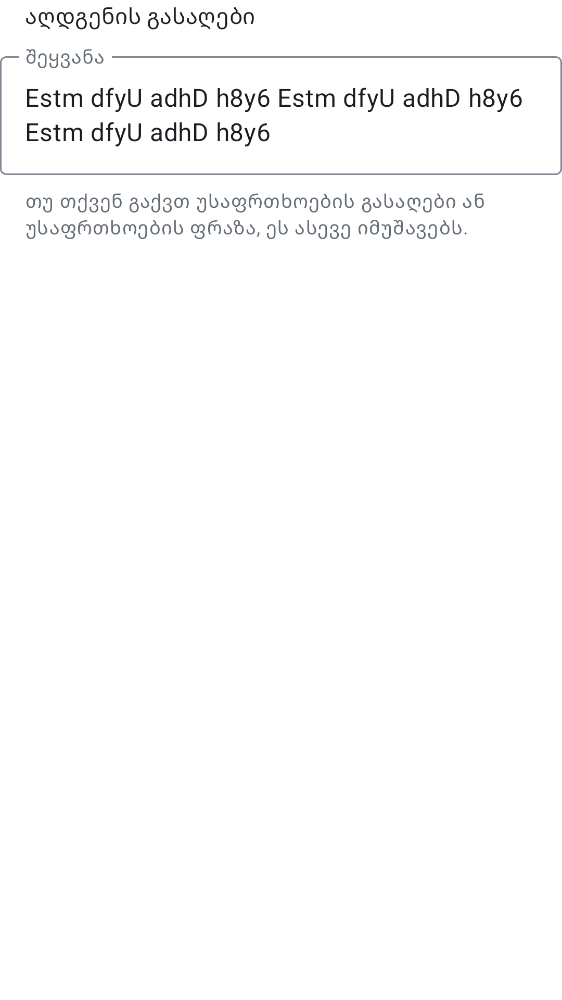 აღდგენის გასაღები
შეყვანა
Estm dfyU adhD h8y6 Estm dfyU adhD h8y6
Estm dfyU adhD h8y6
თუ თქვენ გაქვთ უსაფრთხოების გასაღები ან
უსაფრთხოების ფრაზა, ეს ასევე იმუშავებს.